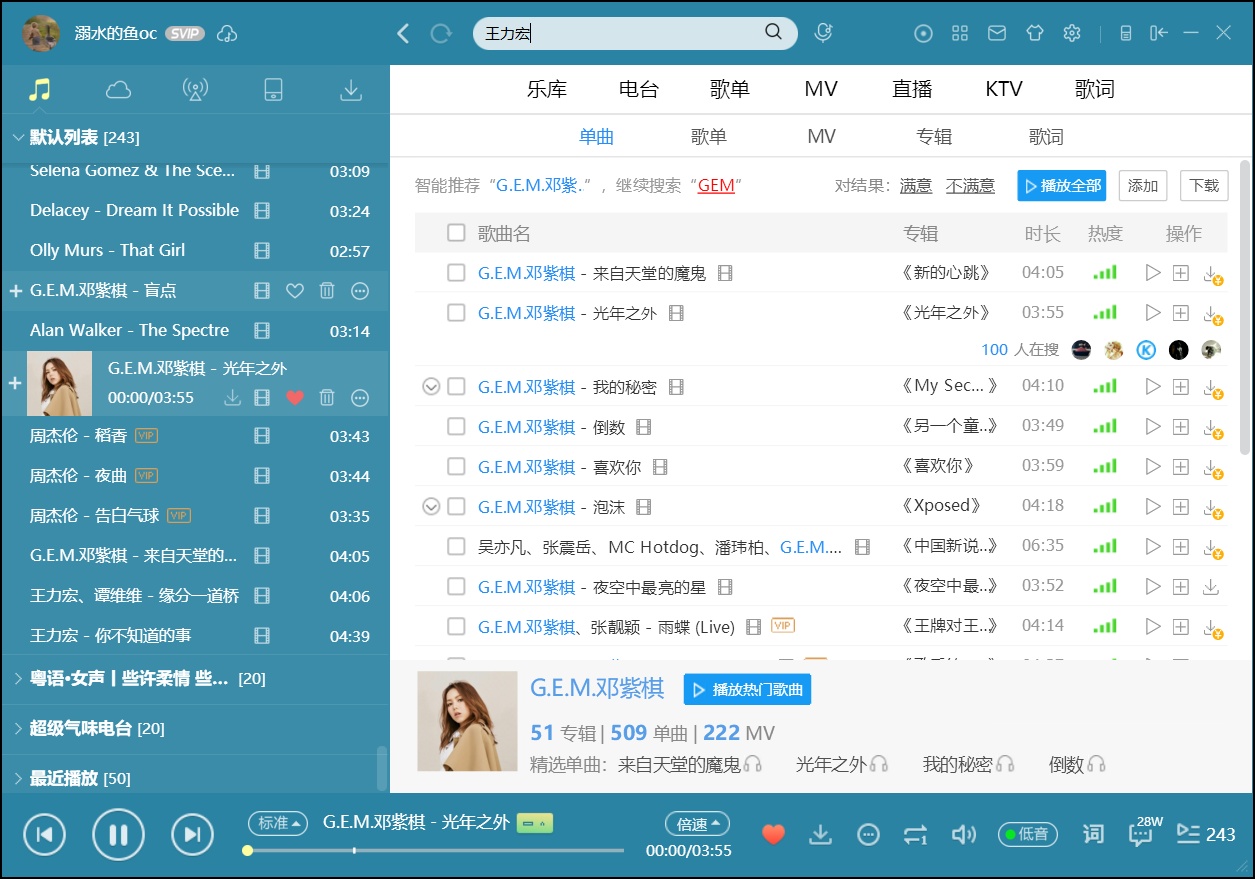 溺水的鱼oc SVIP 王力宏
乐库 电台 歌单 MV 直播 KTV 歌词
默认列表 [243]
Selena Gomez & The Sce... 03:09
Delacey - Dream It Possible 03:24
Olly Murs - That Girl 02:57
G.E.M.邓紫棋 - 盲点
Alan Walker - The Spectre 03:14
G.E.M.邓紫棋 - 光年之外
00:00/03:55
周杰伦 - 稻香 VIP 03:43
周杰伦 - 夜曲 VIP 03:44
周杰伦 - 告白气球 VIP 03:35
G.E.M.邓紫棋 - 来自天堂的... 04:05
王力宏、谭维维 - 缘分一道桥 04:06
王力宏 - 你不知道的事 04:39
粤语•女声丨些许柔情 些... [20]
超级气味电台 [20]
最近播放 [50]
单曲 歌单 MV 专辑 歌词
智能推荐 “G.E.M.邓紫..”，继续搜索 “GEM” 对结果： 满意 不满意 播放全部 添加 下载
歌曲名 专辑 时长 热度 操作
G.E.M.邓紫棋 - 来自天堂的魔鬼 《新的心跳》 04:05
G.E.M.邓紫棋 - 光年之外 《光年之外》 03:55
100 人在搜
G.E.M.邓紫棋 - 我的秘密 《My Sec... 》 04:10
G.E.M.邓紫棋 - 倒数 《另一个童..》 03:49
G.E.M.邓紫棋 - 喜欢你 《喜欢你》 03:59
G.E.M.邓紫棋 - 泡沫 《Xposed》 04:18
吴亦凡、张震岳、MC Hotdog、潘玮柏、G.E.M.... 《中国新说..》 06:35
G.E.M.邓紫棋 - 夜空中最亮的星 《夜空中最..》 03:52
G.E.M.邓紫棋、张靓颖 - 雨蝶 (Live) VIP 《王牌对王..》 04:14
G.E.M.邓紫棋 播放热门歌曲
51 专辑 | 509 单曲 | 222 MV
精选单曲： 来自天堂的魔鬼 光年之外 我的秘密 倒数
标准 G.E.M.邓紫棋 - 光年之外 倍速
00:00/03:55 低音 词 28W 243